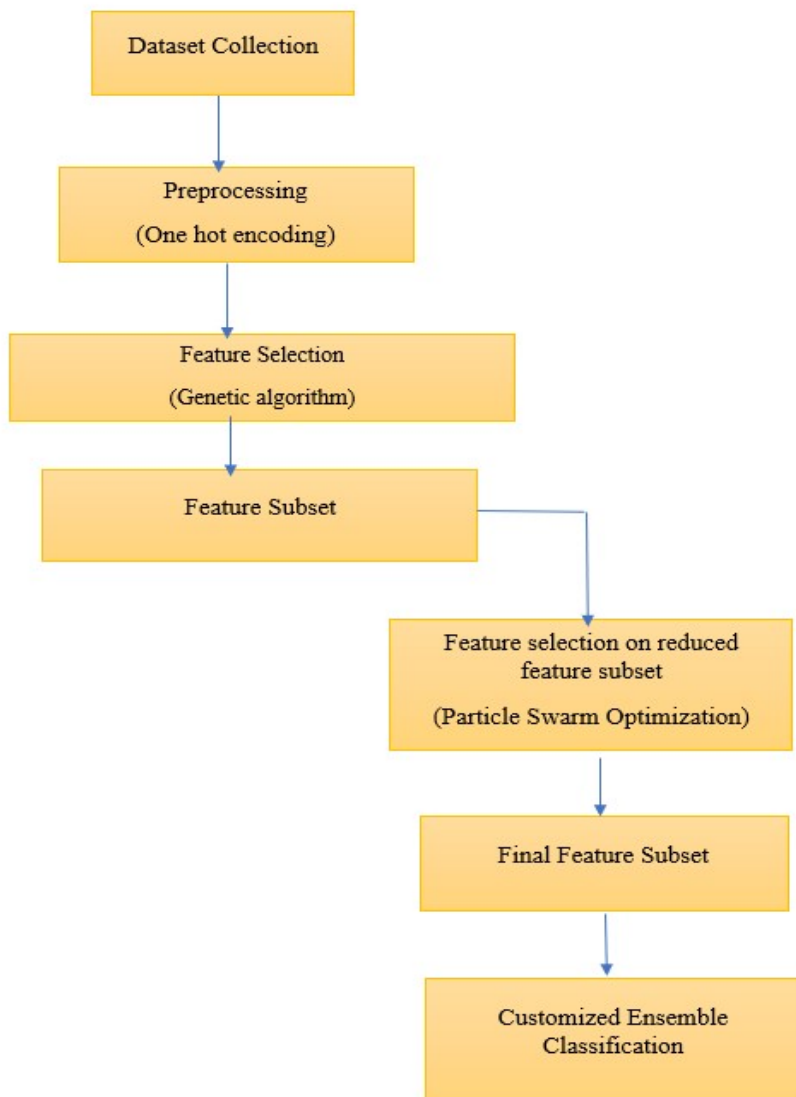 Dataset Collection
Preprocessing
(One hot encoding)
Feature Selection
(Genetic algorithm)
Feature Subset
Feature selection on reduced
feature subset
(Particle Swarm Optimization)
Final Feature Subset
Customized Ensemble
Classification